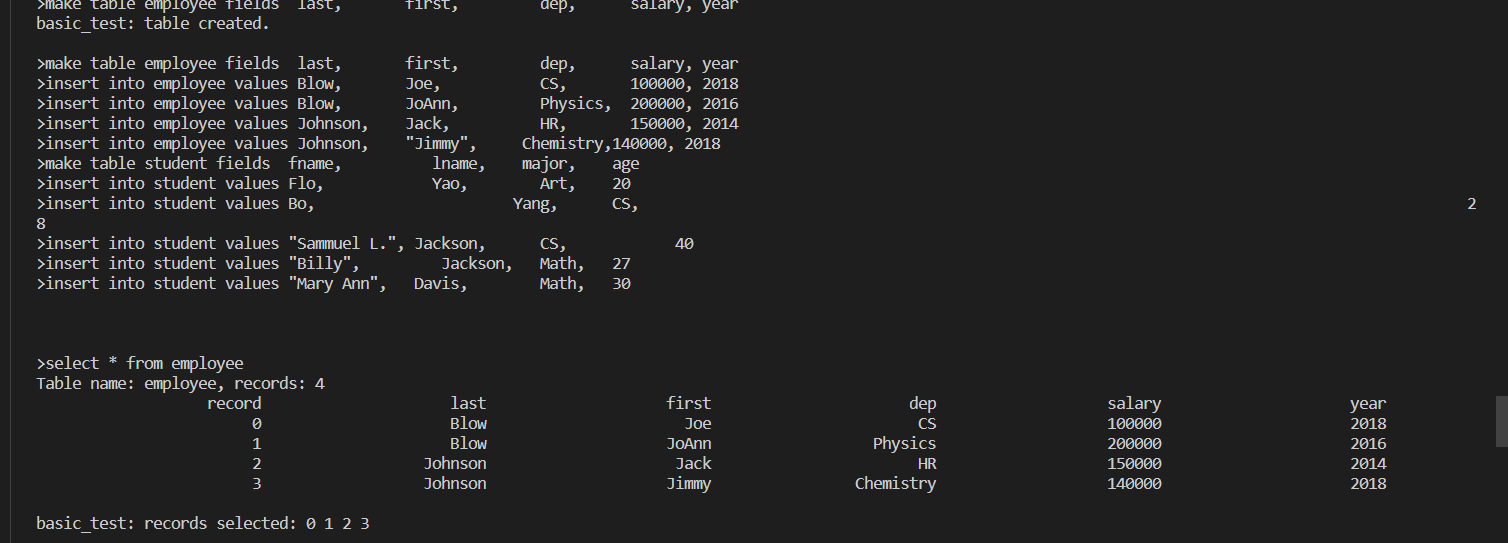 >make table employee fields  last,       first,         dep,      salary, year
basic_test: table created.
>make table employee fields  last,       first,         dep,      salary, year
>insert into employee values Blow,       Joe,           CS,       100000, 2018
>insert into employee values Blow,       JoAnn,         Physics,  200000, 2016
>insert into employee values Johnson,    Jack,          HR,       150000, 2014
>insert into employee values Johnson,    "Jimmy",     Chemistry,140000, 2018
>make table student fields  fname,          lname,    major,    age
>insert into student values Flo,            Yao,        Art,    20
>insert into student values Bo,                      Yang,      CS,                                                                                            2
8
>insert into student values "Sammuel L.", Jackson,      CS,            40
>insert into student values "Billy",         Jackson,   Math,   27
>insert into student values "Mary Ann",   Davis,        Math,   30
>select * from employee
Table name: employee, records: 4
record                     last                    first                      dep                   salary                     year
0                     Blow                      Joe                       CS                   100000                     2018
1                     Blow                    JoAnn                  Physics                   200000                     2016
2                  Johnson                     Jack                       HR                   150000                     2014
3                  Johnson                    Jimmy                Chemistry                   140000                     2018
basic_test: records selected: 0 1 2 3